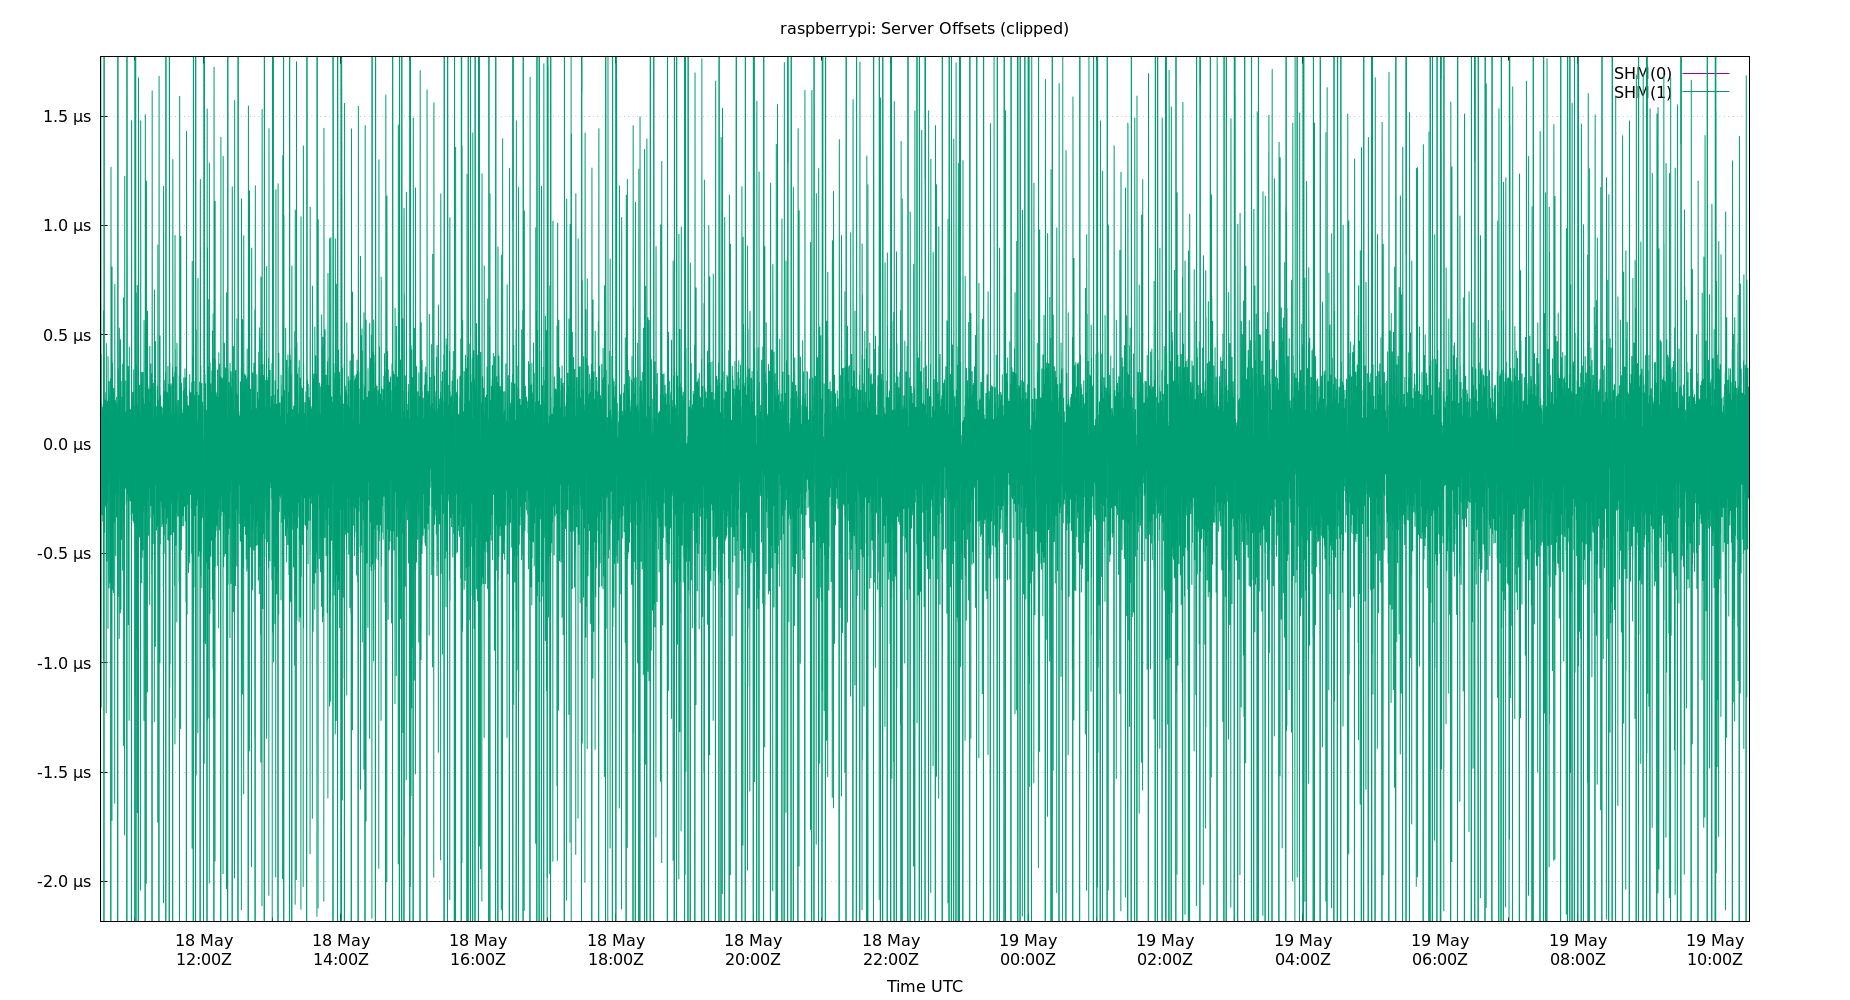 raspberrypi: Server Offsets (clipped)
SHM(0)
SHM(1)
1.5 µs
1.0 µs
0.5 µs
0.0 µs
-0.5 µs
-1.0 µs
-1.5 µs
-2.0 µs
18 May 18 May 18 May 18 May 18 May 18 May 19 May 19 May 19 May 19 May 19 May 19 May
12:00Z 14:00Z 16:00Z 18:00Z 20:00Z 22:00Z 00:00Z 02:00Z 04:00Z 06:00Z 08:00Z 10:00Z
Time UTC